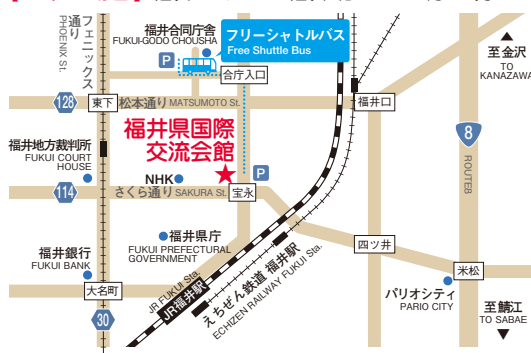 フェニックス
通り
PHOENIX St.
福井合同庁舎
FUKUI-GODO CHOUSHA
フリーシャトルバス
Free Shuttle Bus
P
合庁入口
至金沢
TO
KANAZAWA
128
東下
松本通り MATSUMOTO St.
福井口
8
ROUTE8
福井県国際
交流会館
福井地方裁判所
FUKUI COURT
HOUSE
NHK
P
114
さくら通り SAKURA St.
宝永
福井県庁
FUKUI PREFECTURAL
GOVERNMENT
四ツ井
福井銀行
FUKUI BANK
米松
大名町
JR FUKUI Sta.
JR福井駅
えちぜん鉄道 福井駅
ECHIZEN RAILWAY FUKUI Sta.
パリオシティ
PARIO CITY
至鯖江
TO SABAE
30